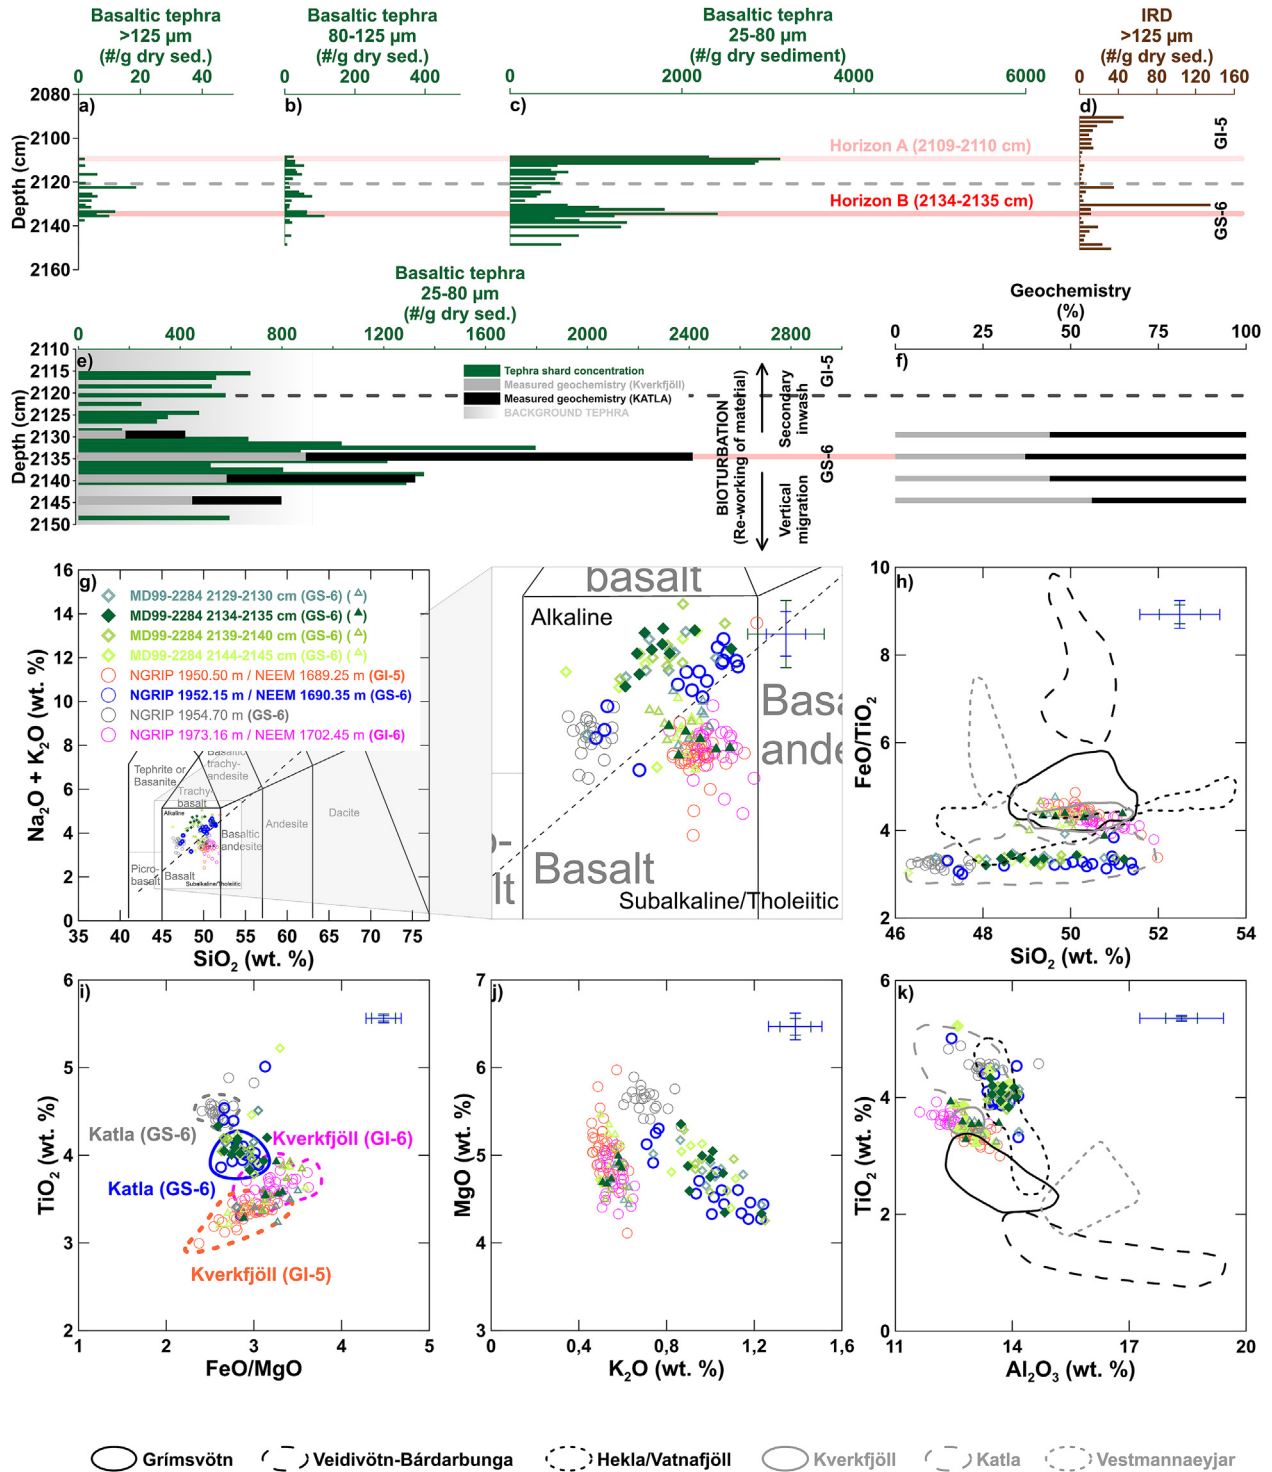 Basaltic tephra
>125 µm
(#/g dry sed.)
0 20 40
Basaltic tephra
80-125 µm
(#/g dry sed.)
0 200 400
Basaltic tephra
25-80 µm
(#/g dry sediment)
0 2000 4000 6000
IRD
>125 µm
(#/g dry sed.)
0 40 80 120 160
a)
b)
c)
d)
Depth (cm)
2080
2100
2120
2140
2160
Horizon A (2109-2110 cm)
Horizon B (2134-2135 cm)
GI-5
GS-6
Basaltic tephra
25-80 µm
(#/g dry sed.)
0 400 800 1200 1600 2000 2400 2800
Geochemistry
(%)
0 25 50 75 100
e)
f)
Depth (cm)
2110
2115
2120
2125
2130
2135
2140
2145
2150
Tephra shard concentration
Measured geochemistry (Kverkfjöll)
Measured geochemistry (KATLA)
BACKGROUND TEPHRA
BIOTURBATION
(Re-working of material)
Secondary
inwash
Vertical
migration
GI-5
GS-6
g)
Na2O + K2O (wt. %)
16
14
12
10
8
6
4
2
0
MD99-2284 2129-2130 cm (GS-6) (△)
MD99-2284 2134-2135 cm (GS-6) (▲)
MD99-2284 2139-2140 cm (GS-6) (△)
MD99-2284 2144-2145 cm (GS-6) (△)
NGRIP 1950.50 m / NEEM 1689.25 m (GI-5)
NGRIP 1952.15 m / NEEM 1690.35 m (GS-6)
NGRIP 1954.70 m (GS-6)
NGRIP 1973.16 m / NEEM 1702.45 m (GI-6)
Tephrite or
Basanite
Basaltic
trachy-
andesite
Trachy-
basalt
Alkaline
Basaltic
andesite
Andesite
Dacite
Picro-
basalt
Basalt
Subalkaline/Tholeiitic
35 40 45 50 55 60 65 70 75
SiO2 (wt. %)
basalt
Alkaline
Basa
ande
o-
lt
Basalt
Subalkaline/Tholeiitic
h)
FeO/TiO2
10
8
6
4
2
46 48 50 52 54
SiO2 (wt. %)
i)
TiO2 (wt. %)
6
5
4
3
2
Katla (GS-6)
Kverkfjöll (GI-6)
Katla (GS-6)
Kverkfjöll (GI-5)
1 2 3 4 5
FeO/MgO
j)
MgO (wt. %)
7
6
5
4
3
0 0,4 0,8 1,2 1,6
K2O (wt. %)
k)
TiO2 (wt. %)
6
4
2
0
11 14 17 20
Al2O3 (wt. %)
Grímsvötn
Veidivötn-Bárdarbunga
Hekla/Vatnafjöll
Kverkfjöll
Katla
Vestmannaeyjar